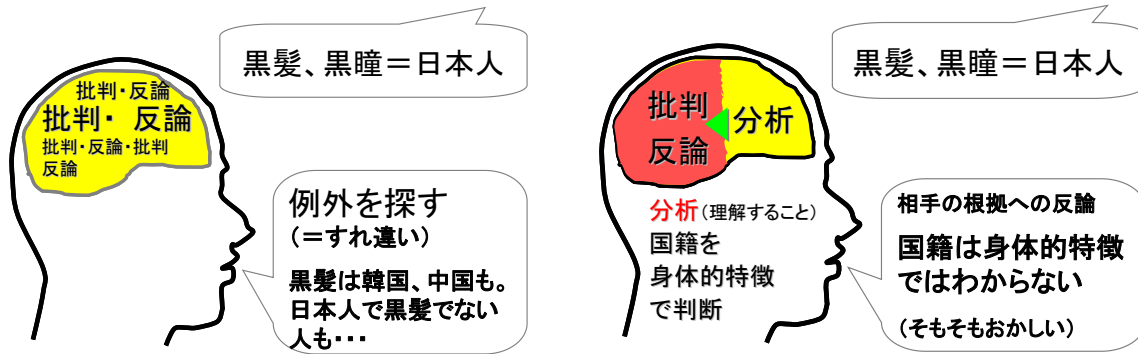 黒髪、黒瞳＝日本人
批判・反論
批判・ 反論
批判・反論・批判
反論
例外を探す
（＝すれ違い）
黒髪は韓国、中国も。
日本人で黒髪でない
人も・・・
黒髪、黒瞳＝日本人
批判
反論
分析
分析（理解すること）
国籍を
身体的特徴
で判断
相手の根拠への反論
国籍は身体的特徴
ではわからない
（そもそもおかしい）